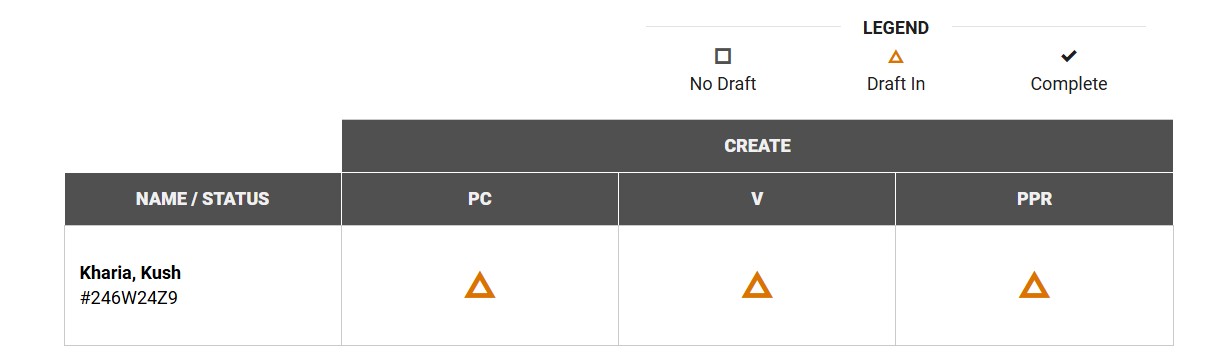 LEGEND
No Draft
Draft In
Complete
CREATE
NAME / STATUS
PC
V
PPR
Kharia, Kush
#246W24Z9